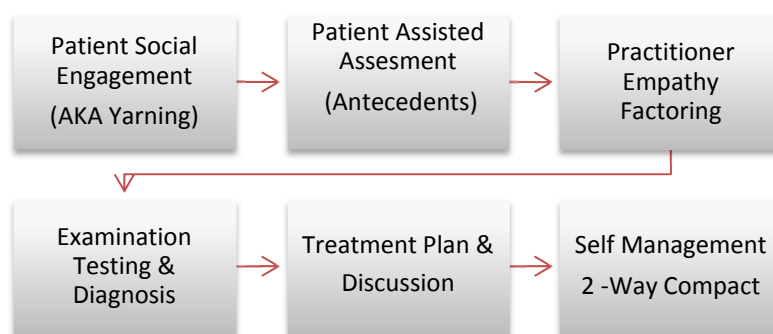 Patient Social
Engagement
(AKA Yarning)
Patient Assisted
Assesment
(Antecedents)
Practitioner
Empathy
Factoring
Examination
Testing &
Diagnosis
Treatment Plan &
Discussion
Self Management
2 -Way Compact